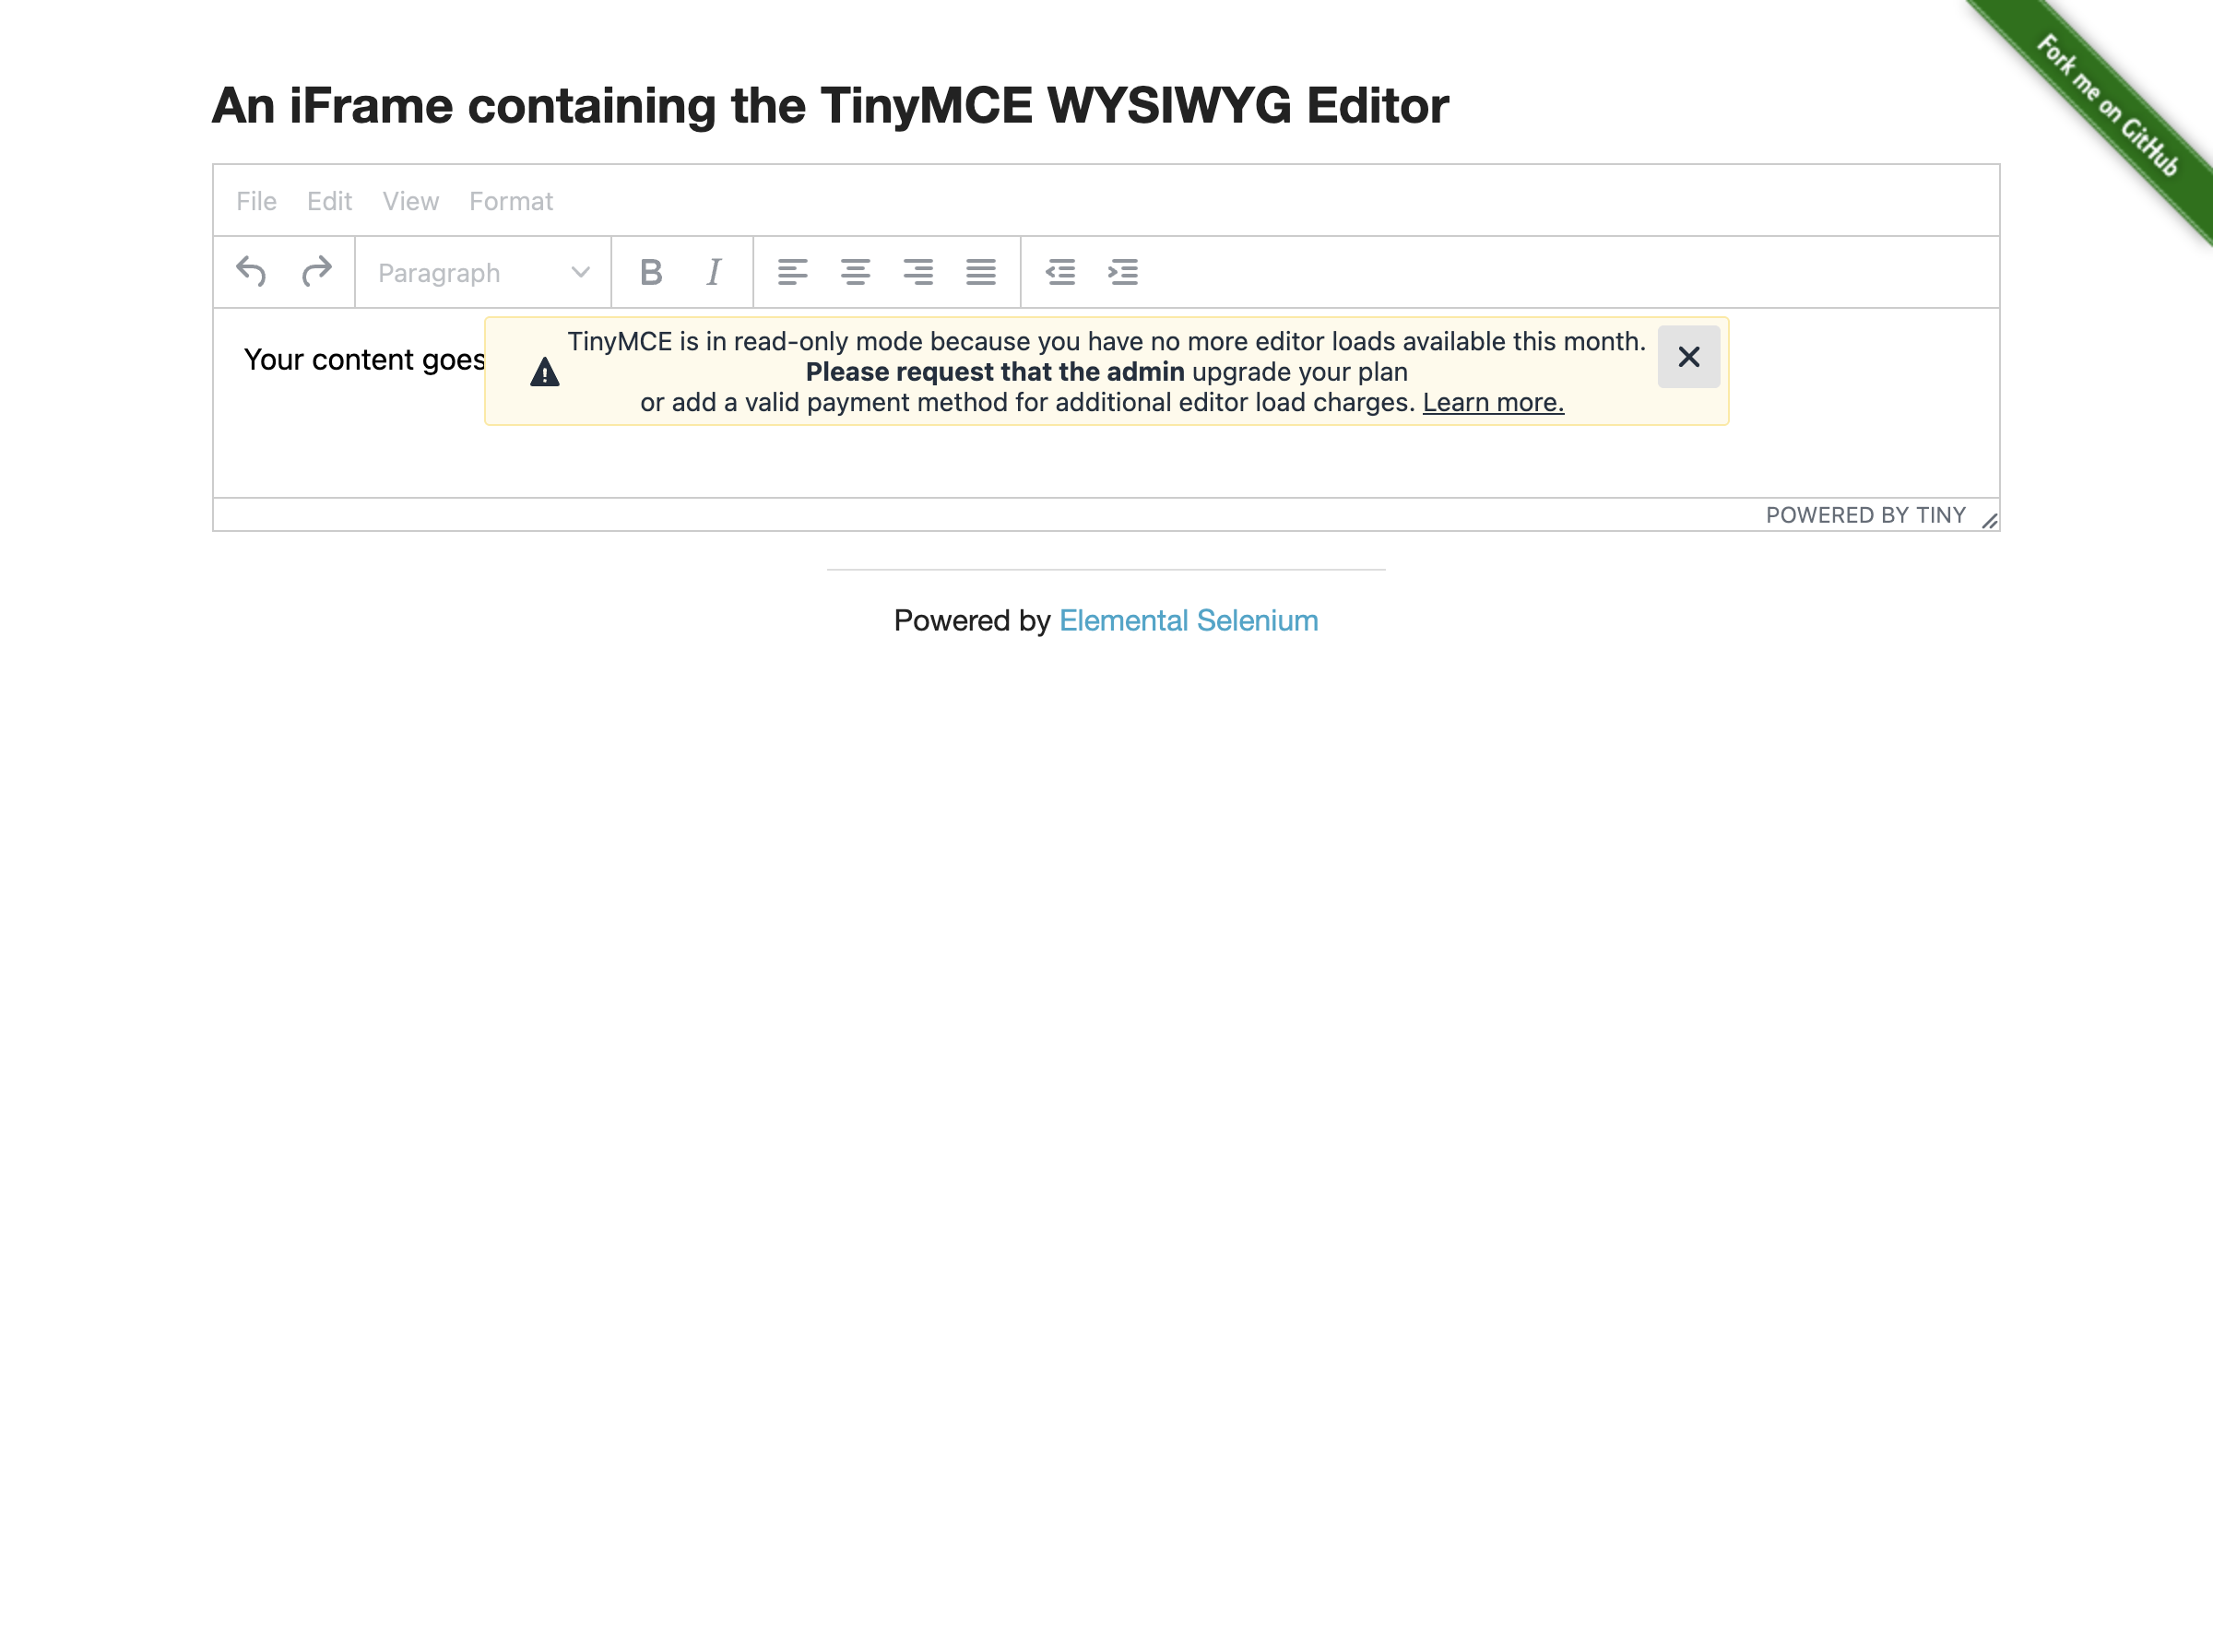 Fork me on GitHub
An iFrame containing the TinyMCE WYSIWYG Editor
File Edit View Format
Paragraph B I
Your content goes
TinyMCE is in read-only mode because you have no more editor loads available this month.
Please request that the admin upgrade your plan
or add a valid payment method for additional editor load charges. Learn more.
POWERED BY TINY
Powered by Elemental Selenium